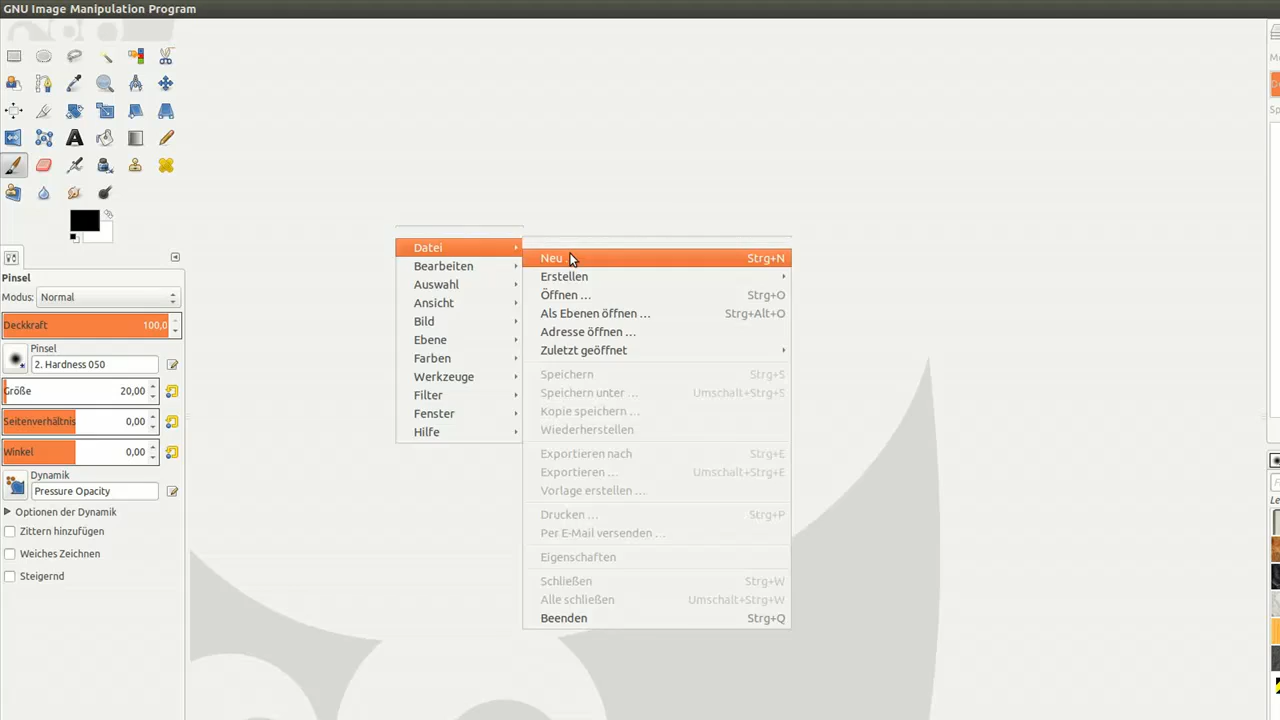 GNU Image Manipulation Program
Pinsel
Modus: Normal
Deckkraft 100,0
Pinsel
2. Hardness 050
Größe 20,00
Seitenverhältnis 0,00
Winkel 0,00
Dynamik
Pressure Opacity
Optionen der Dynamik
Zittern hinzufügen
Weiches Zeichnen
Steigernd
Datei
Bearbeiten
Auswahl
Ansicht
Bild
Ebene
Farben
Werkzeuge
Filter
Fenster
Hilfe
Neu Strg+N
Erstellen
Öffnen … Strg+O
Als Ebenen öffnen … Strg+Alt+O
Adresse öffnen …
Zuletzt geöffnet
Speichern Strg+S
Speichern unter … Umschalt+Strg+S
Kopie speichern …
Wiederherstellen
Exportieren nach Strg+E
Exportieren … Umschalt+Strg+E
Vorlage erstellen …
Drucken … Strg+P
Per E-Mail versenden …
Eigenschaften
Schließen Strg+W
Alle schließen Umschalt+Strg+W
Beenden Strg+Q